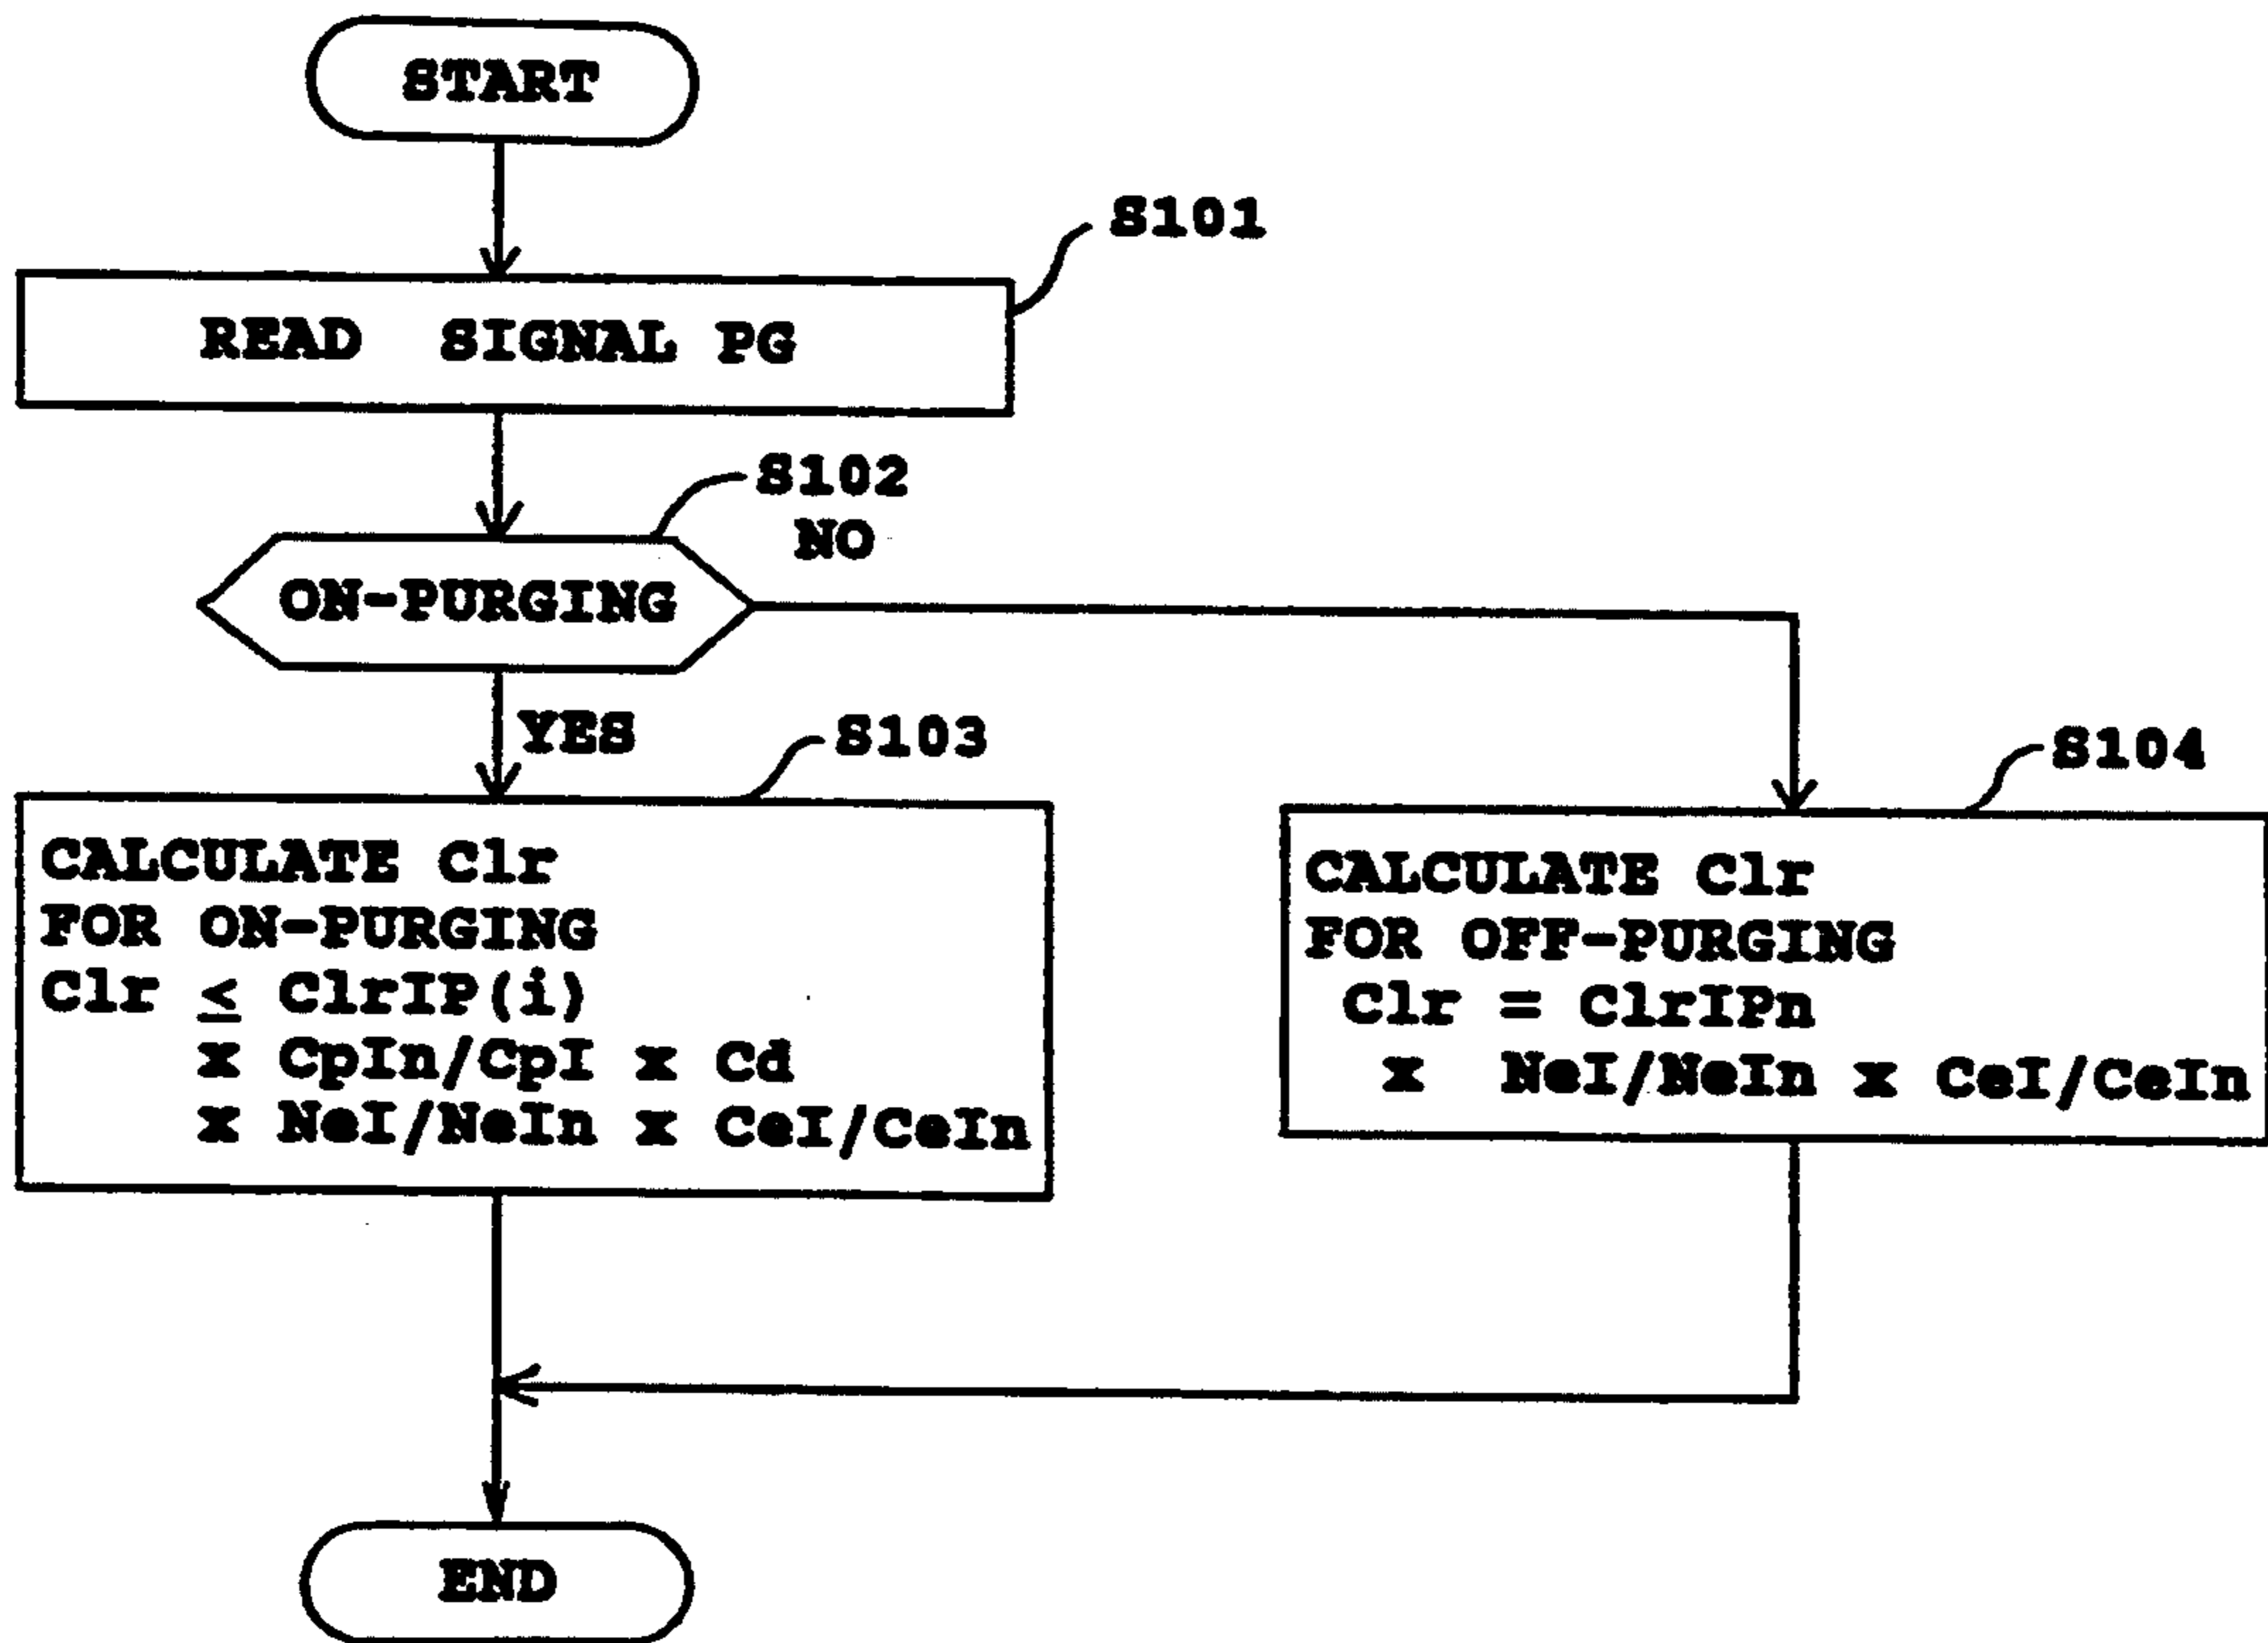 START
S101
READ SIGNAL PG
S102
NO
ON-PURGING
YES
S103
S104
CALCULATE Clr
FOR ON-PURGING
Clr ≤ ClrIP(i)
x CpIn/CpI x Cd
x NeI/NeIn x CeI/CeIn
CALCULATE Clr
FOR OFF-PURGING
Clr = ClrIPn
x NeI/NeIn x CeI/CeIn
END